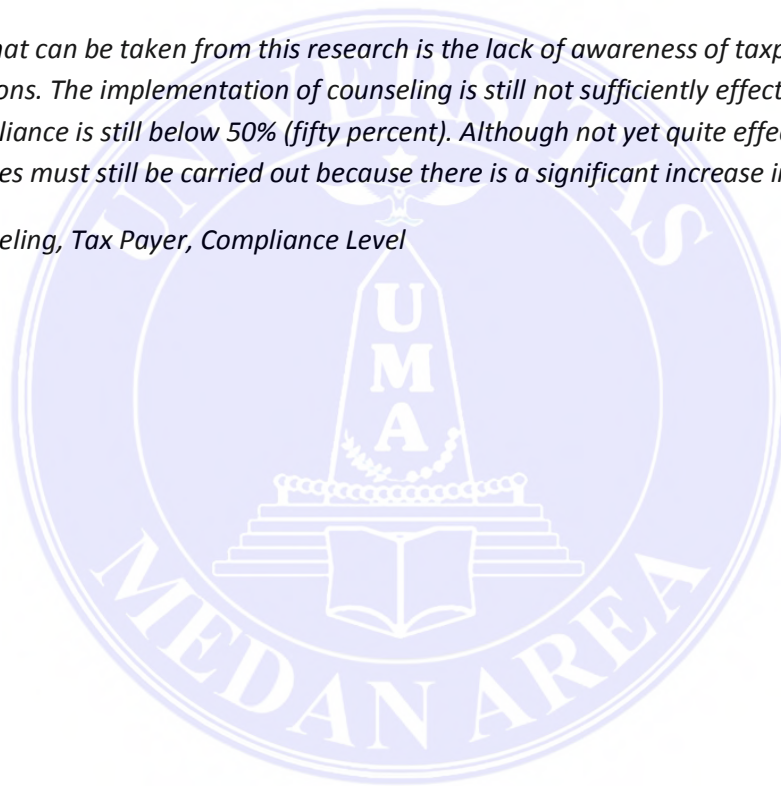 hat can be taken from this research is the lack of awareness of taxp
ons. The implementation of counseling is still not sufficiently effect
liance is still below 50% (fifty percent). Although not yet quite effe
es must still be carried out because there is a significant increase i
eling, Tax Payer, Compliance Level
UNIVERSITAS
U
M
A
MEDAN AREA